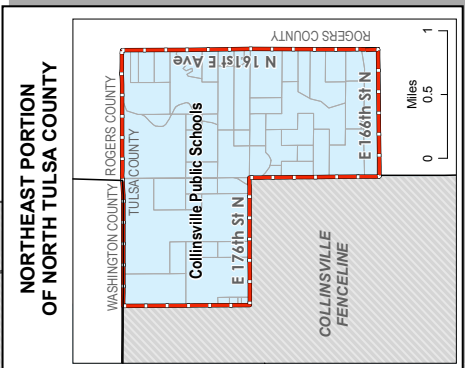 NORTHEAST PORTION
OF NORTH TULSA COUNTY
WASHINGTON COUNTY
ROGERS COUNTY
TULSA COUNTY
ROGERS COUNTY
N 161st E Ave
Collinsville Public Schools
E 176th St N
E 166th St N
COLLINSVILLE
FENCELINE
Miles
0 0.5 1